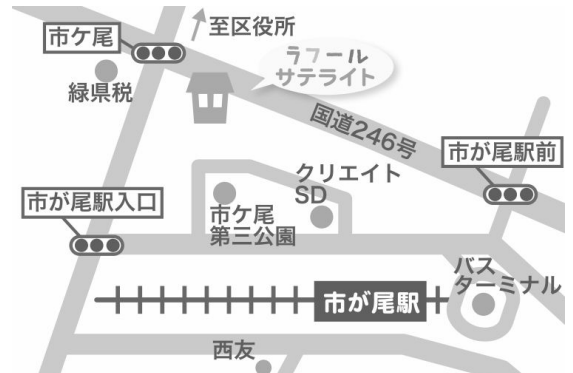 市ケ尾
至区役所
ラフール
サテライト
緑県税
国道246号
市が尾駅前
クリエイト
SD
市が尾駅入口
市ケ尾
第三公園
バス
ターミナル
市が尾駅
西友